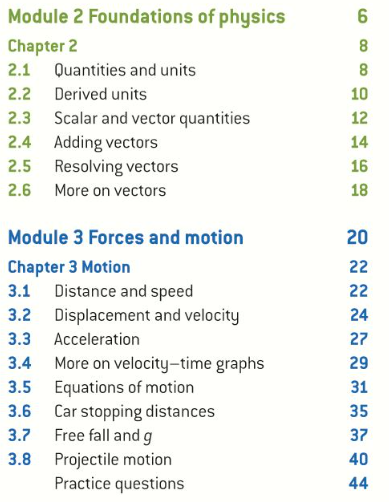 Module 2 Foundations of physics 6
Chapter 2 8
2.1 Quantities and units 8
2.2 Derived units 10
2.3 Scalar and vector quantities 12
2.4 Adding vectors 14
2.5 Resolving vectors 16
2.6 More on vectors 18
Module 3 Forces and motion 20
Chapter 3 Motion 22
3.1 Distance and speed 22
3.2 Displacement and velocity 24
3.3 Acceleration 27
3.4 More on velocity–time graphs 29
3.5 Equations of motion 31
3.6 Car stopping distances 35
3.7 Free fall and g 37
3.8 Projectile motion 40
Practice questions 44